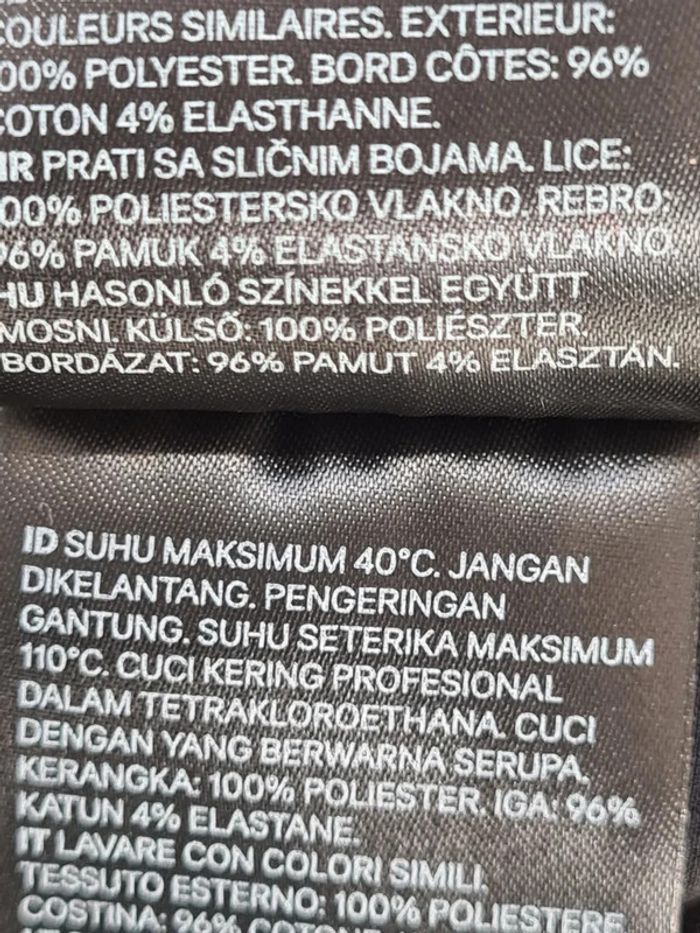 COULEURS SIMILAIRES. EXTERIEUR:
100% POLYESTER. BORD CÔTES: 96%
COTON 4% ELASTHANNE.
HR PRATI SA SLIČNIM BOJAMA. LICE:
100% POLIESTERSKO VLAKNO. REBRO:
96% PAMUK 4% ELASTANSKO VLAKNO.
HU HASONLÓ SZÍNEKKEL EGYÜTT
MOSNI. KÜLSŐ: 100% POLIÉSZTER.
BORDÁZAT: 96% PAMUT 4% ELASZTÁN.
ID SUHU MAKSIMUM 40°C. JANGAN
DIKELANTANG. PENGERINGAN
GANTUNG. SUHU SETERIKA MAKSIMUM
110°C. CUCI KERING PROFESIONAL
DALAM TETRAKLOROETHANA. CUCI
DENGAN YANG BERWARNA SERUPA.
KERANGKA: 100% POLIESTER. IGA: 96%
KATUN 4% ELASTANE.
IT LAVARE CON COLORI SIMILI.
TESSUTO ESTERNO: 100% POLIESTERE
COSTINA: 96% COTONE